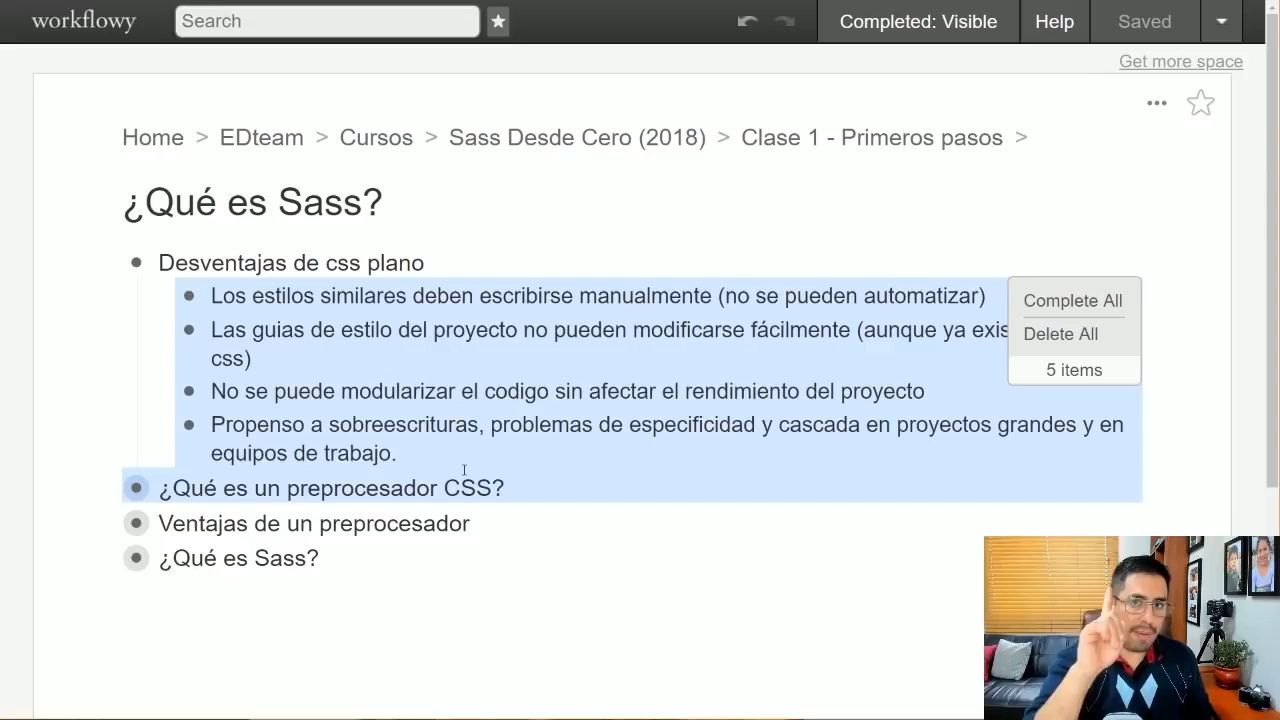 workflowy
Search
Completed: Visible
Help
Saved
Get more space
Home > EDteam > Cursos > Sass Desde Cero (2018) > Clase 1 - Primeros pasos >
¿Qué es Sass?
Desventajas de css plano
Los estilos similares deben escribirse manualmente (no se pueden automatizar)
Las guias de estilo del proyecto no pueden modificarse fácilmente (aunque ya
css)
No se puede modularizar el codigo sin afectar el rendimiento del proyecto
Propenso a sobreescrituras, problemas de especificidad y cascada en proyectos grandes y en
equipos de trabajo.
Complete All
Delete All
5 items
¿Qué es un preprocesador CSS?
Ventajas de un preprocesador
¿Qué es Sass?